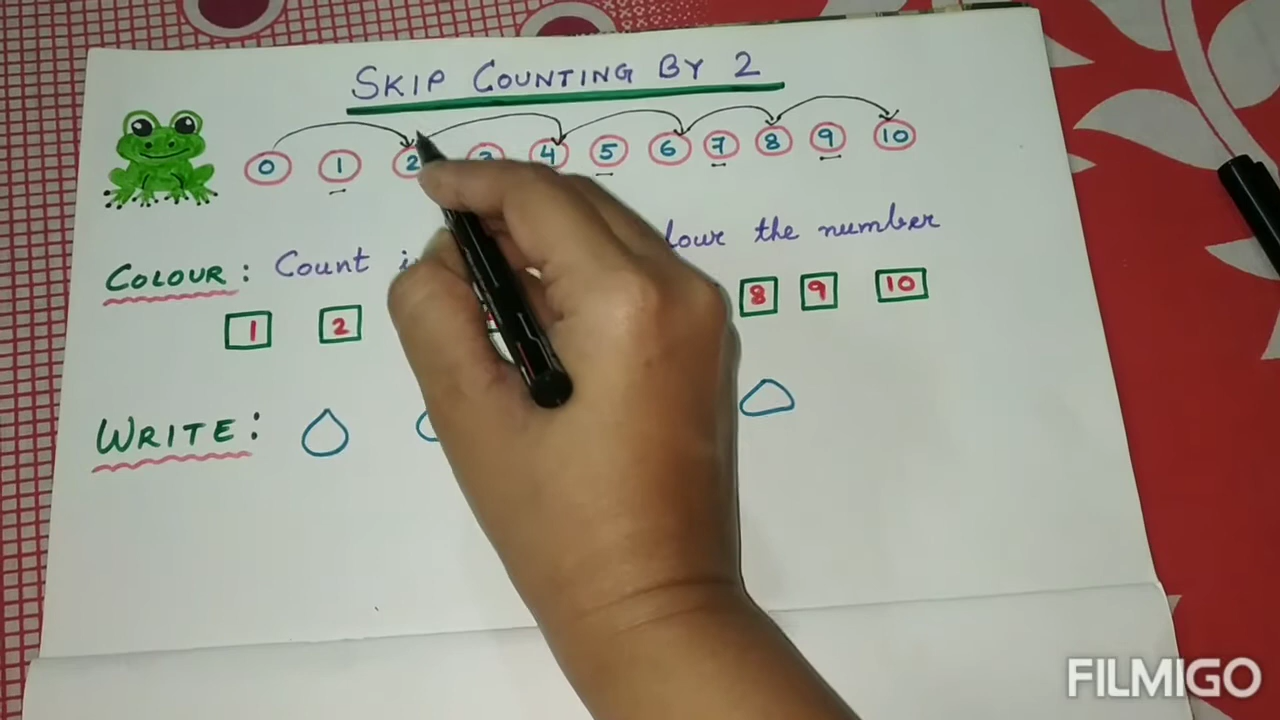 SKIP COUNTING BY 2
0 1 2 3 4 5 6 7 8 9 10
COLOUR: Count the number
1 2 8 9 10
WRITE:
FILMIGO